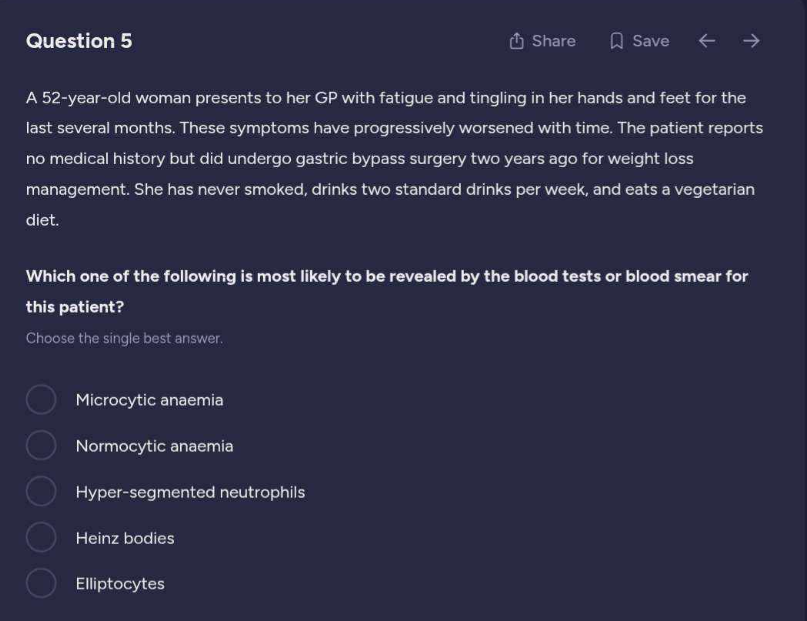 Question 5
Share
Save
A 52-year-old woman presents to her GP with fatigue and tingling in her hands and feet for the
last several months. These symptoms have progressively worsened with time. The patient reports
no medical history but did undergo gastric bypass surgery two years ago for weight loss
management. She has never smoked, drinks two standard drinks per week, and eats a vegetarian
diet.
Which one of the following is most likely to be revealed by the blood tests or blood smear for
this patient?
Choose the single best answer.
Microcytic anaemia
Normocytic anaemia
Hyper-segmented neutrophils
Heinz bodies
Elliptocytes